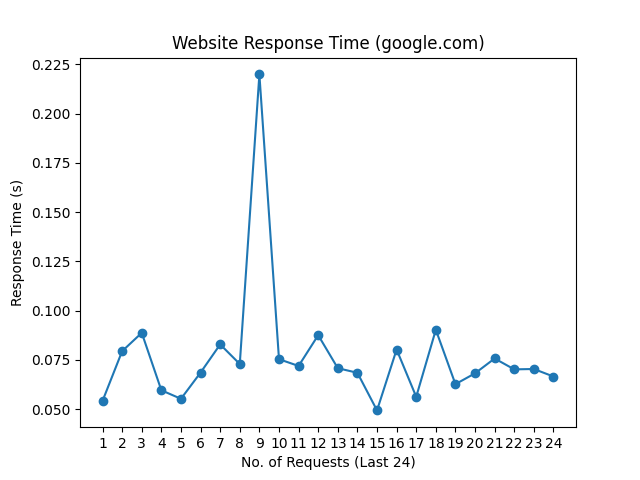 Website Response Time (google.com)
0.225
0.200
0.175
0.150
0.125
0.100
0.075
0.050
Response Time (s)
1 2 3 4 5 6 7 8 9 10 11 12 13 14 15 16 17 18 19 20 21 22 23 24
No. of Requests (Last 24)